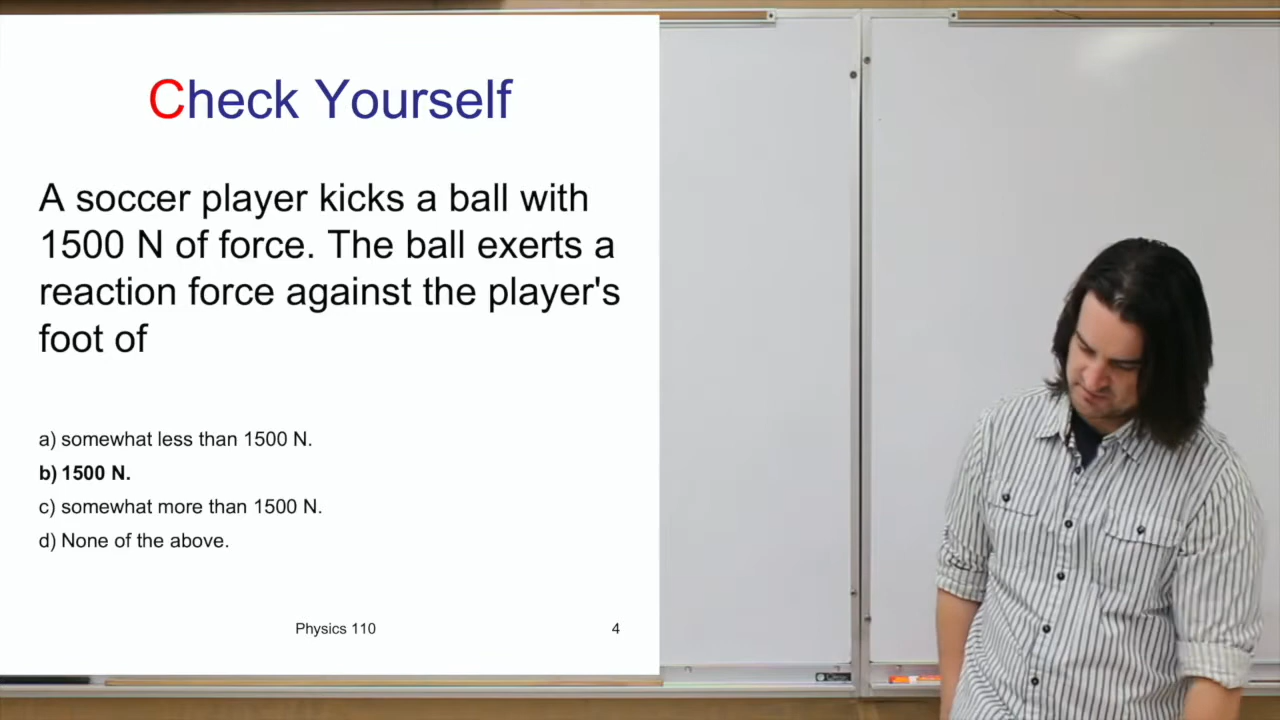 Check Yourself
A soccer player kicks a ball with
1500 N of force. The ball exerts a
reaction force against the player's
foot of
a) somewhat less than 1500 N.
b) 1500 N.
c) somewhat more than 1500 N.
d) None of the above.
Physics 110
4